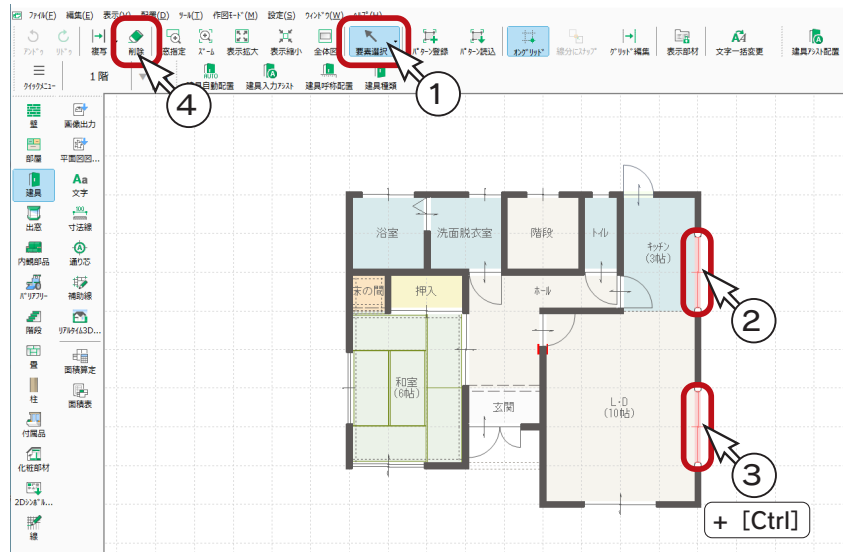 ﾌｧｲﾙ(F) 編集(E) 表示(V) 配置(D) ﾂｰﾙ(T) 作図ﾓｰﾄﾞ(M) 設定(S) ｳｨﾝﾄﾞｳ(W) ﾍﾙﾌﾟ(H)
ｱﾝﾄﾞｩ ﾘﾄﾞｩ 複写 削除 窓指定 ｽﾞｰﾑ 表示拡大 表示縮小 全体図 要素選択 ﾊﾟﾀｰﾝ登録 ﾊﾟﾀｰﾝ読込 ｵﾝｸﾞﾘｯﾄﾞ 線分にｽﾅｯﾌﾟ ｸﾞﾘｯﾄﾞ編集 表示部材 文字一括変更 建具ｱｼｽﾄ配置
ｸｲｯｸﾒﾆｭｰ 1 階 建具自動配置 建具入力ｱｼｽﾄ 建具呼称配置 建具種類
AUTO
1
4
壁 画像出力
部屋 平面図図...
Aa
建具 文字
100
出窓 寸法線
内観部品 通り芯
ﾊﾞﾘｱﾌﾘｰ 補助線
階段 ﾘｱﾙﾀｲﾑ3D...
畳 面積算定
柱 面積表
付属品
化粧部材
2Dｼﾝﾎﾞﾙ...
線
浴室 洗面脱衣室 階段 ﾄｲﾚ ｷｯﾁﾝ
(3帖)
床の間 押入 ﾎｰﾙ
2
和室
(6帖)
玄関
L・D
(10帖)
3
+ [Ctrl]